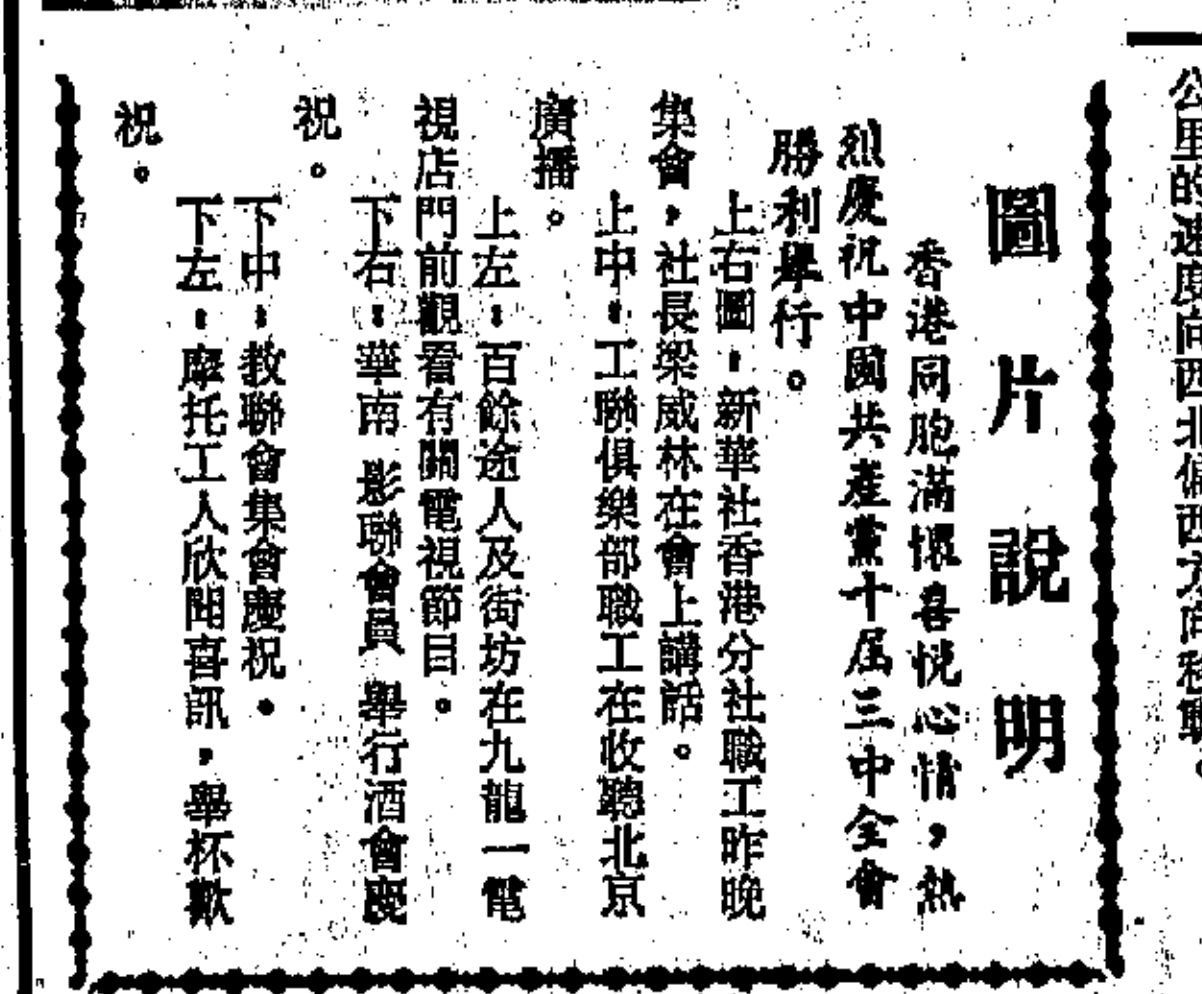 公里的速度向西北偏西方向移動。
圖片說明
香港同胞滿懷喜悅心情，熱
烈慶祝中國共產黨十屆三中全會
勝利舉行。
上右圖：新華社香港分社職工昨晚
集會，社長梁威林在會上講話。
上中：工聯俱樂部職工在收聽北京
廣播。
上左：百餘途人及街坊在九龍一電
視店門前觀看有關電視節目。
下右：華南影聯會員舉行酒會慶
祝。
下中：教聯會集會慶祝。
下左：摩托工人欣聞喜訊，舉杯歡
祝。